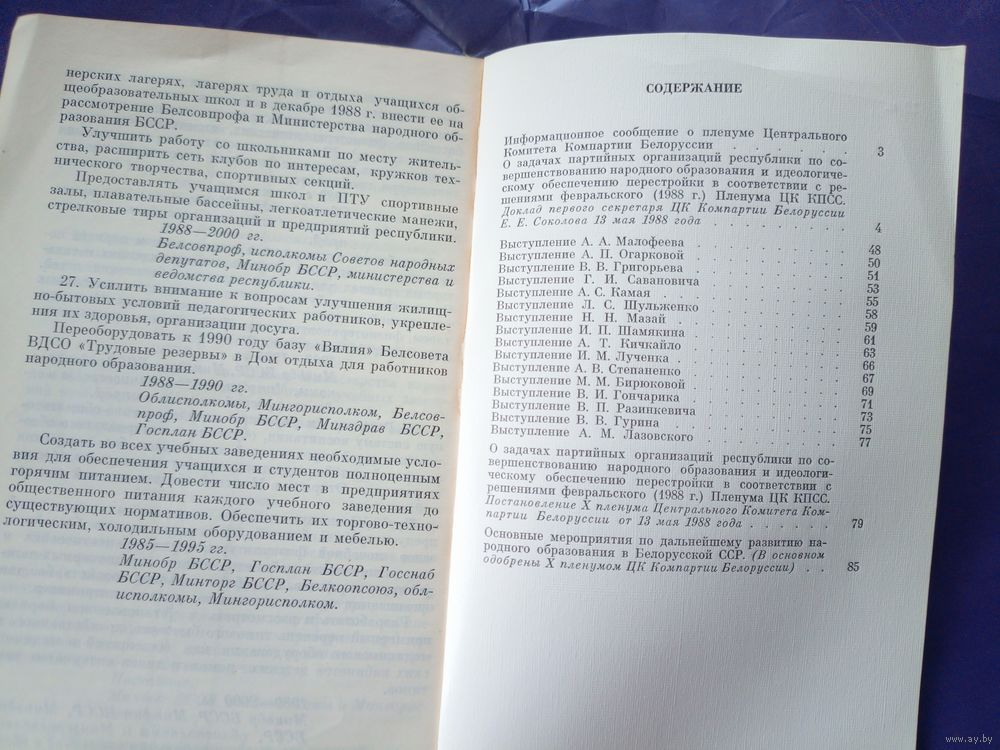 нерских лагерях, лагерях труда и отдыха учащихся об-
щеобразовательных школ и в декабре 1988 г. внести ее на
рассмотрение Белсовпрофа и Министерства народного об-
разования БССР.
Улучшить работу со школьниками по месту житель-
ства, расширить сеть клубов по интересам, кружков тех-
нического творчества, спортивных секций.
Предоставлять учащимся школ и ПТУ спортивные
залы, плавательные бассейны, легкоатлетические манежи,
стрелковые тиры организаций и предприятий республики.
1988—2000 гг.
Белсовпроф, исполкомы Советов народных
депутатов, Минобр БССР, министерства и
ведомства республики.
27. Усилить внимание к вопросам улучшения жилищ-
но-бытовых условий педагогических работников, укрепле-
ния их здоровья, организации досуга.
Переоборудовать к 1990 году базу «Вилия» Белсовета
ВДСО «Трудовые резервы» в Дом отдыха для работников
народного образования.
1988—1990 гг.
Облисполкомы, Мингорисполком, Белсов-
проф, Минобр БССР, Минздрав БССР,
Госплан БССР.
Создать во всех учебных заведениях необходимые усло-
вия для обеспечения учащихся и студентов полноценным
горячим питанием. Довести число мест в предприятиях
общественного питания каждого учебного заведения до
существующих нормативов. Обеспечить их торгово-техно-
логическим, холодильным оборудованием и мебелью.
1985—1995 гг.
Минобр БССР, Госплан БССР, Госснаб
БССР, Минторг БССР, Белкоопсоюз, обл-
исполкомы, Мингорисполком.
СОДЕРЖАНИЕ
Информационное сообщение о пленуме Центрального
Комитета Компартии Белоруссии . . . . . . . 3
О задачах партийных организаций республики по со-
вершенствованию народного образования и идеологиче-
скому обеспечению перестройки в соответствии с ре-
шениями февральского (1988 г.) Пленума ЦК КПСС.
Доклад первого секретаря ЦК Компартии Белоруссии
Е. Е. Соколова 13 мая 1988 года . . . . . . . 4
Выступление А. А. Малофеева . . . . . . . 48
Выступление А. П. Огарковой . . . . . . . 50
Выступление В. В. Григорьева . . . . . . . 51
Выступление Г. И. Савановича . . . . . . . 53
Выступление А. С. Камая . . . . . . . 55
Выступление Л. С. Шульженко . . . . . . . 58
Выступление Н. Н. Мазай . . . . . . . 59
Выступление И. П. Шамякина . . . . . . . 61
Выступление А. Т. Кичкайло . . . . . . . 63
Выступление И. М. Лученка . . . . . . . 66
Выступление А. В. Степаненко . . . . . . . 67
Выступление М. М. Бирюковой . . . . . . . 69
Выступление В. И. Гончарика . . . . . . . 71
Выступление В. П. Разинкевича . . . . . . . 73
Выступление В. В. Гурина . . . . . . . 75
Выступление А. М. Лазовского . . . . . . . 77
О задачах партийных организаций республики по со-
вершенствованию народного образования и идеологиче-
скому обеспечению перестройки в соответствии с
решениями февральского (1988 г.) Пленума ЦК КПСС.
Постановление X пленума Центрального Комитета Ком-
партии Белоруссии от 13 мая 1988 года . . . . . 79
Основные мероприятия по дальнейшему развитию на-
родного образования в Белорусской ССР. (В основном
одобрены X пленумом ЦК Компартии Белоруссии) . . 85
www.ay.by